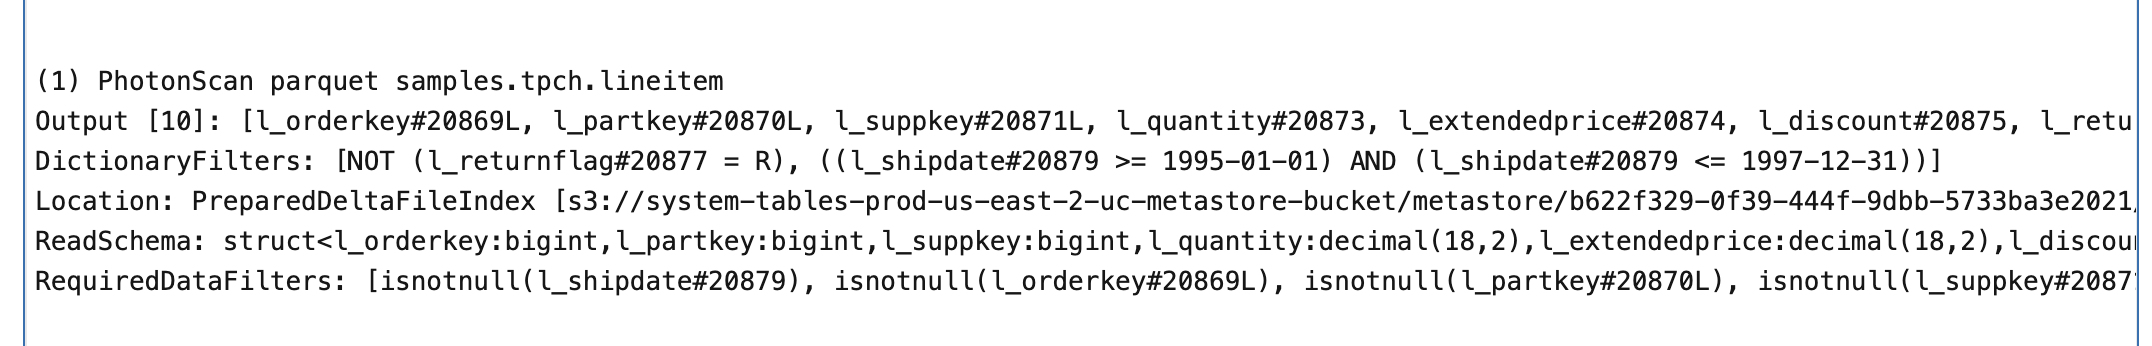 (1) PhotonScan parquet samples.tpch.lineitem
Output [10]: [l_orderkey#20869L, l_partkey#20870L, l_suppkey#20871L, l_quantity#20873, l_extendedprice#20874, l_discount#20875, l_retu
DictionaryFilters: [NOT (l_returnflag#20877 = R), ((l_shipdate#20879 >= 1995-01-01) AND (l_shipdate#20879 <= 1997-12-31))]
Location: PreparedDeltaFileIndex [s3://system-tables-prod-us-east-2-uc-metastore-bucket/metastore/b622f329-0f39-444f-9dbb-5733ba3e2021/
ReadSchema: struct<l_orderkey:bigint,l_partkey:bigint,l_suppkey:bigint,l_quantity:decimal(18,2),l_extendedprice:decimal(18,2),l_discou
RequiredDataFilters: [isnotnull(l_shipdate#20879), isnotnull(l_orderkey#20869L), isnotnull(l_partkey#20870L), isnotnull(l_suppkey#2087